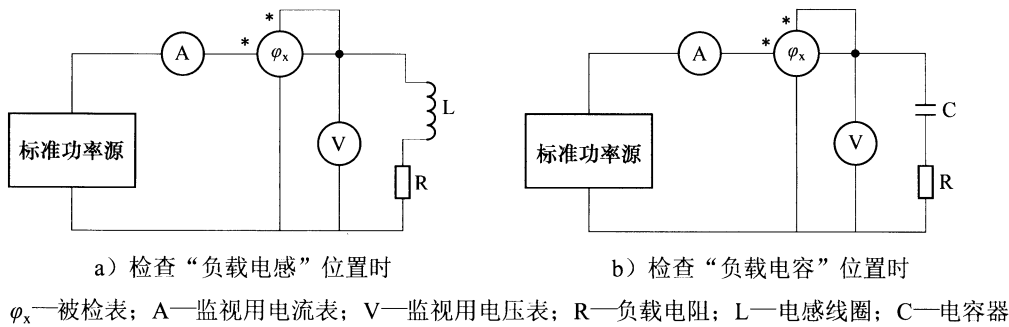 * A * φx L V R 标准功率源
* A * φx C V R 标准功率源
a）检查“负载电感”位置时
b）检查“负载电容”位置时
φx—被检表；A—监视用电流表；V—监视用电压表；R—负载电阻；L—电感线圈；C—电容器